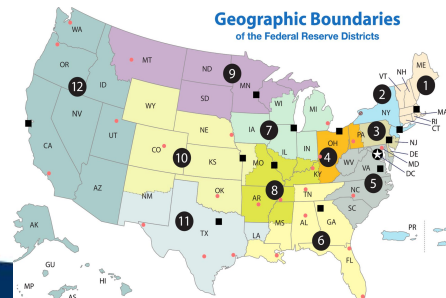 Geographic Boundaries
of the Federal Reserve Districts
WA
OR
ID
MT
ND
MN
SD
WY
NV
UT
CA
AZ
CO
NE
KS
NM
OK
TX
IA
WI
MI
IL
IN
OH
KY
MO
AR
TN
MS
AL
GA
LA
FL
SC
NC
VA
WV
PA
NY
VT
NH
ME
MA
RI
CT
NJ
DE
MD
DC
PR
AK
GU
HI
MP
AS
1
2
3
4
5
6
7
8
9
10
11
12